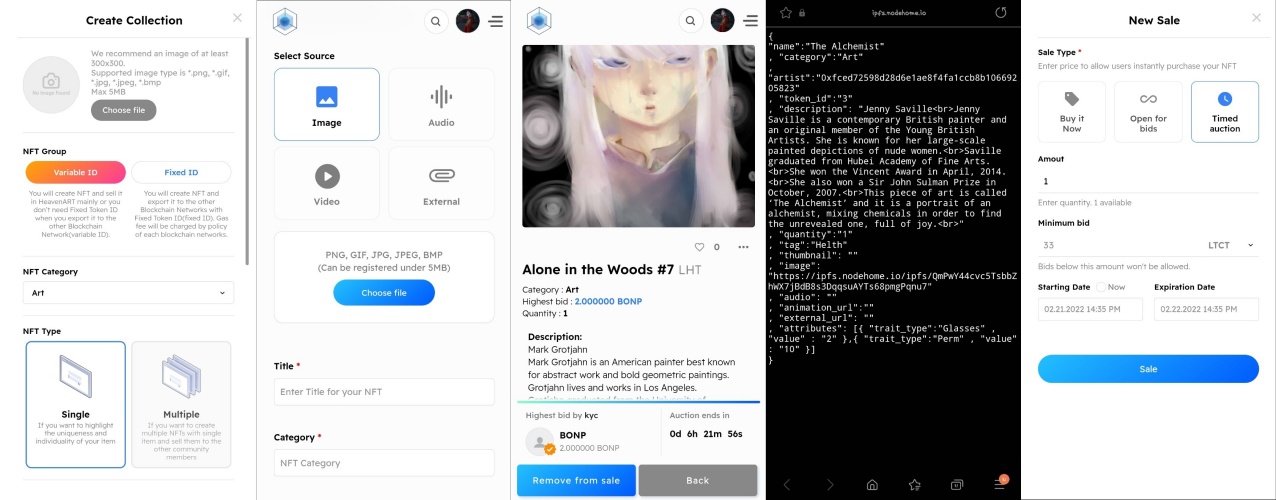 Create Collection
We recommend an image of at least
300x300.
Supported image type is *.png, *.gif,
*.jpg, *.jpeg, *.bmp
Max 5MB
No Image Found
Choose file
NFT Group
Variable ID
Fixed ID
You will create NFT and sell it
in HeavenART mainly or you
don't need Fixed Token ID
when you export it to the
other Blockchain
Network(variable ID).
You will create NFT and
export it to the other
Blockchain Networks with
Fixed Token ID(fixed ID). Gas
fee will be charged by policy
of each blockchain networks.
NFT Category
Art
NFT Type
Single
If you want to highlight
the uniqueness and
individuality of your item
Multiple
If you want to create
multiple NFTs with single
item and sell them to the
other community
members
Select Source
Image
Audio
Video
External
PNG, GIF, JPG, JPEG, BMP
(Can be registered under 5MB)
Choose file
Title *
Enter Title for your NFT
Category *
NFT Category
0
Alone in the Woods #7 LHT
Category : Art
Highest bid : 2.000000 BONP
Quantity : 1
Description:
Mark Grotjahn
Mark Grotjahn is an American painter best known
for abstract work and bold geometric paintings.
Grotjahn lives and works in Los Angeles.
Grotjahn graduated from the University of
Highest bid by kyc
BONP
2.000000 BONP
Auction ends in
0d 6h 21m 56s
Remove from sale
Back
ipfs.nodehome.io
{
"name":"The Alchemist"
, "category":"Art"
,
"artist":"0xfced72598d28d6e1ae8f4fa1ccb8b106692
05823"
, "token_id":"3"
, "description": "Jenny Saville<br>Jenny
Saville is a contemporary British painter and
an original member of the Young British
Artists. She is known for her large-scale
painted depictions of nude women.<br>Saville
graduated from Hubei Academy of Fine Arts.
<br>She won the Vincent Award in April, 2014.
<br>She also won a Sir John Sulman Prize in
October, 2007.<br>This piece of art is called
'The Alchemist' and it is a portrait of an
alchemist, mixing chemicals in order to find
the unrevealed one, full of joy.<br>"
, "quantity":"1"
, "tag":"Helth"
, "thumbnail": ""
, "image":
"https://ipfs.nodehome.io/ipfs/QmPWY44cvc5TsbbZ
hWX7jBdB8s3DqqsuAYTs68pmgPqnu7"
, "audio": ""
, "animation_url":""
, "external_url": ""
, "attributes": [{ "trait_type":"Glasses" ,
"value" : "2" },{ "trait_type":"Perm" , "value"
: "10" }]
}
New Sale
Sale Type *
Enter price to allow users instantly purchase your NFT
Buy it
Now
Open for
bids
Timed
auction
Amout
1
Enter quantity. 1 available
Minimum bid
33
LTCT
Bids below this amount won't be allowed.
Starting Date
Now
Expiration Date
02.21.2022 14:35 PM
02.22.2022 14:35 PM
Sale